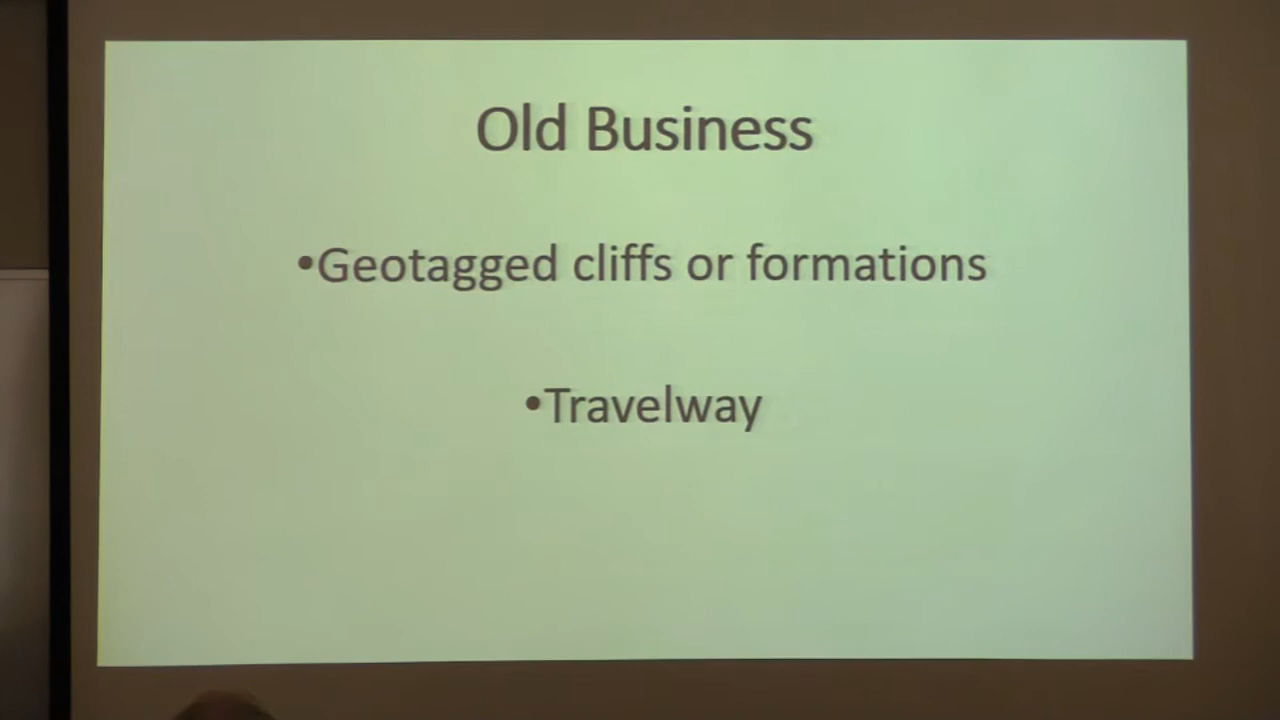 Old Business
•Geotagged cliffs or formations
•Travelway